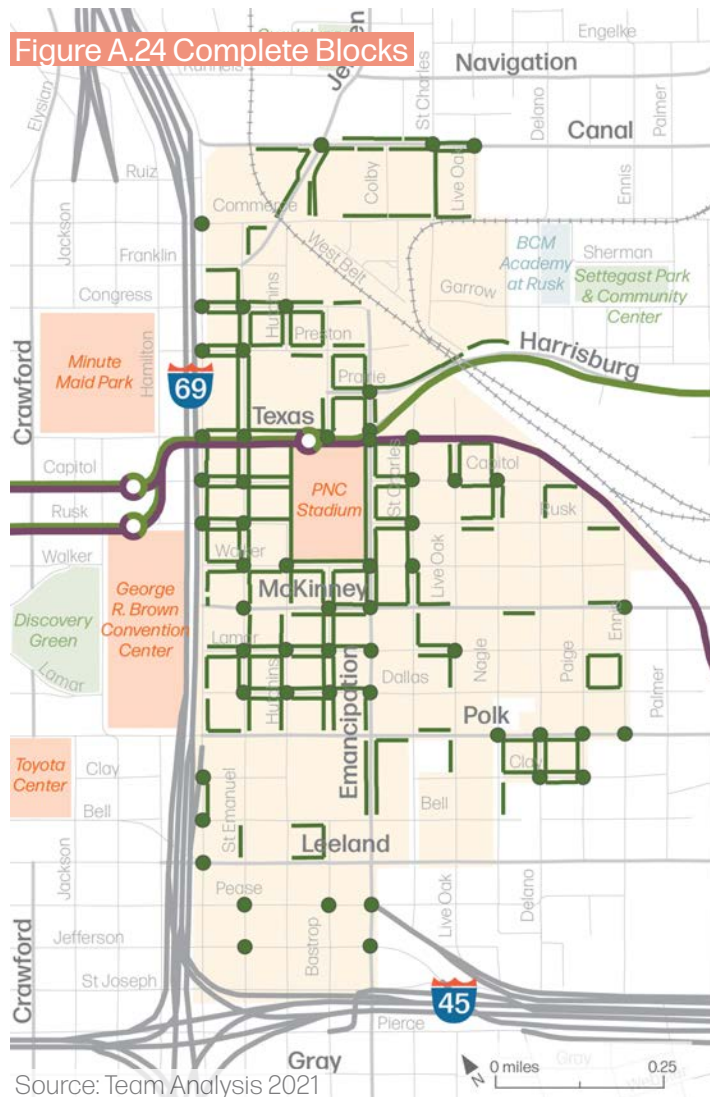 Figure A.24 Complete Blocks
Engelke
Runnels
Jensen
Navigation
St Charles
Elysian
Delano
Palmer
Canal
Ruiz
Colby
Live Oak
Ennis
Jackson
Commerce
West Belt
Franklin
BCM
Academy
at Rusk
Sherman
Settegast Park
& Community
Center
Congress
Garrow
Hutchins
Preston
Minute
Maid Park
Hamilton
Harrisburg
Crawford
69
Prairie
Texas
Capitol
St Charles
Capitol
PNC
Stadium
Rusk
Rusk
Walker
Walker
Live Oak
McKinney
Discovery
Green
George
R. Brown
Convention
Center
Ennis
Lamar
Lamar
Hutchins
Emancipation
Dallas
Nagle
Paige
Palmer
Polk
Toyota
Center
Clay
Clay
Bell
Bell
St Emanuel
Leeland
Jackson
Pease
Live Oak
Delano
Jefferson
Bastrop
Crawford
St Joseph
45
Pierce
Gray
N
0 miles
0.25
Gray
Source: Team Analysis 2021